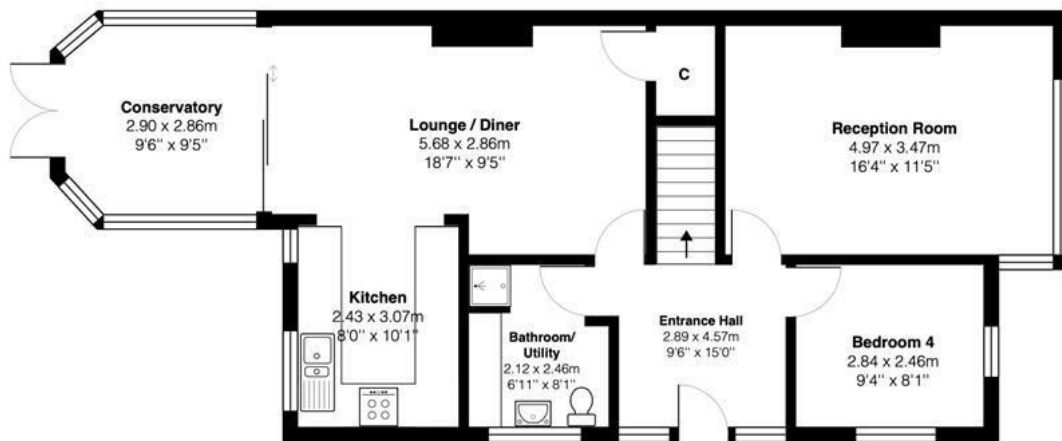 Conservatory
2.90 x 2.86m
9'6'' x 9'5''
Lounge / Diner
5.68 x 2.86m
18'7'' x 9'5''
C
Reception Room
4.97 x 3.47m
16'4'' x 11'5''
Kitchen
2.43 x 3.07m
8'0'' x 10'1''
Bathroom/
Utility
2.12 x 2.46m
6'11'' x 8'1''
Entrance Hall
2.89 x 4.57m
9'6'' x 15'0''
Bedroom 4
2.84 x 2.46m
9'4'' x 8'1''